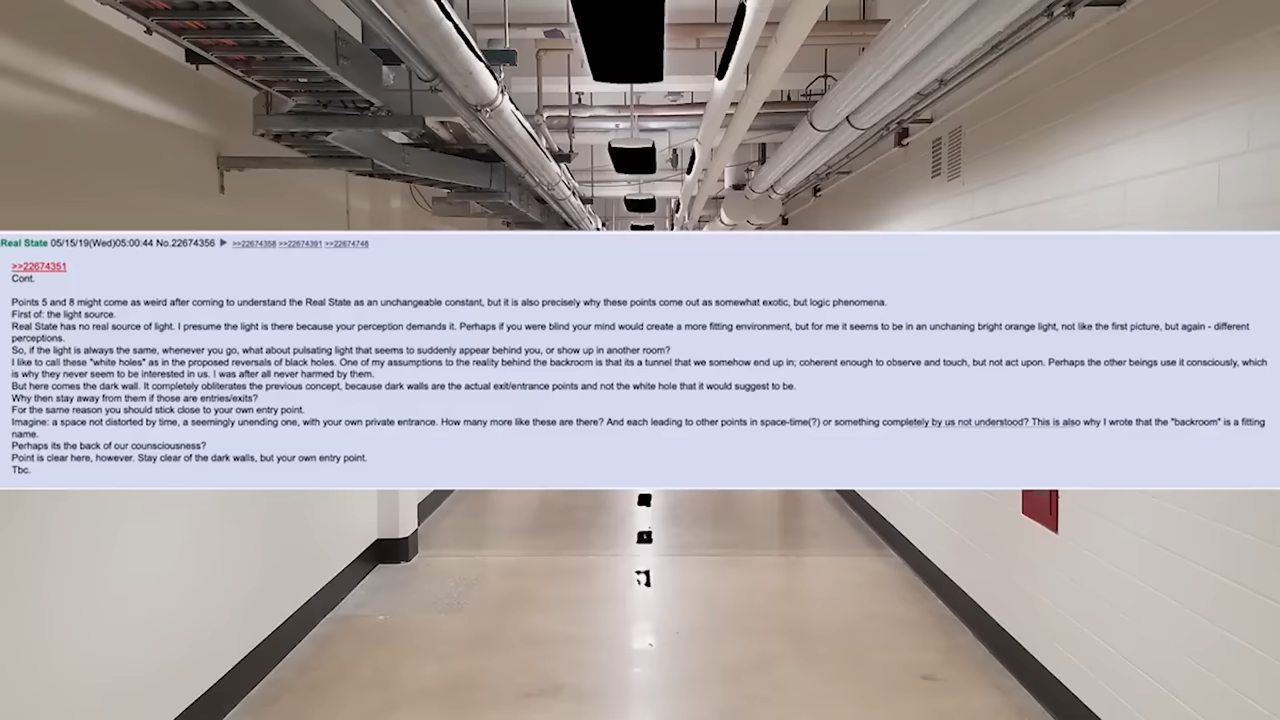 Real State 05/15/19(Wed)05:00:44 No.22674356 ▶ >>22674358 >>22674391 >>22674748
>>22674351
Cont.
Points 5 and 8 might come as weird after coming to understand the Real State as an unchangeable constant, but it is also precisely why these points come out as somewhat exotic, but logic phenomena.
First of: the light source.
Real State has no real source of light. I presume the light is there because your perception demands it. Perhaps if you were blind your mind would create a more fitting environment, but for me it seems to be in an unchaning bright orange light, not like the first picture, but again - different
perceptions.
So, if the light is always the same, whenever you go, what about pulsating light that seems to suddenly appear behind you, or show up in another room?
I like to call these "white holes" as in the proposed reversals of black holes. One of my assumptions to the reality behind the backroom is that its a tunnel that we somehow end up in; coherent enough to observe and touch, but not act upon. Perhaps the other beings use it consciously, which
is why they never seem to be interested in us. I was after all never harmed by them.
But here comes the dark wall. It completely obliterates the previous concept, because dark walls are the actual exit/entrance points and not the white hole that it would suggest to be.
Why then stay away from them if those are entries/exits?
For the same reason you should stick close to your own entry point.
Imagine: a space not distorted by time, a seemingly unending one, with your own private entrance. How many more like these are there? And each leading to other points in space-time(?) or something completely by us not understood? This is also why I wrote that the "backroom" is a fitting
name.
Perhaps its the back of our counsciousness?
Point is clear here, however. Stay clear of the dark walls, but your own entry point.
Tbc.